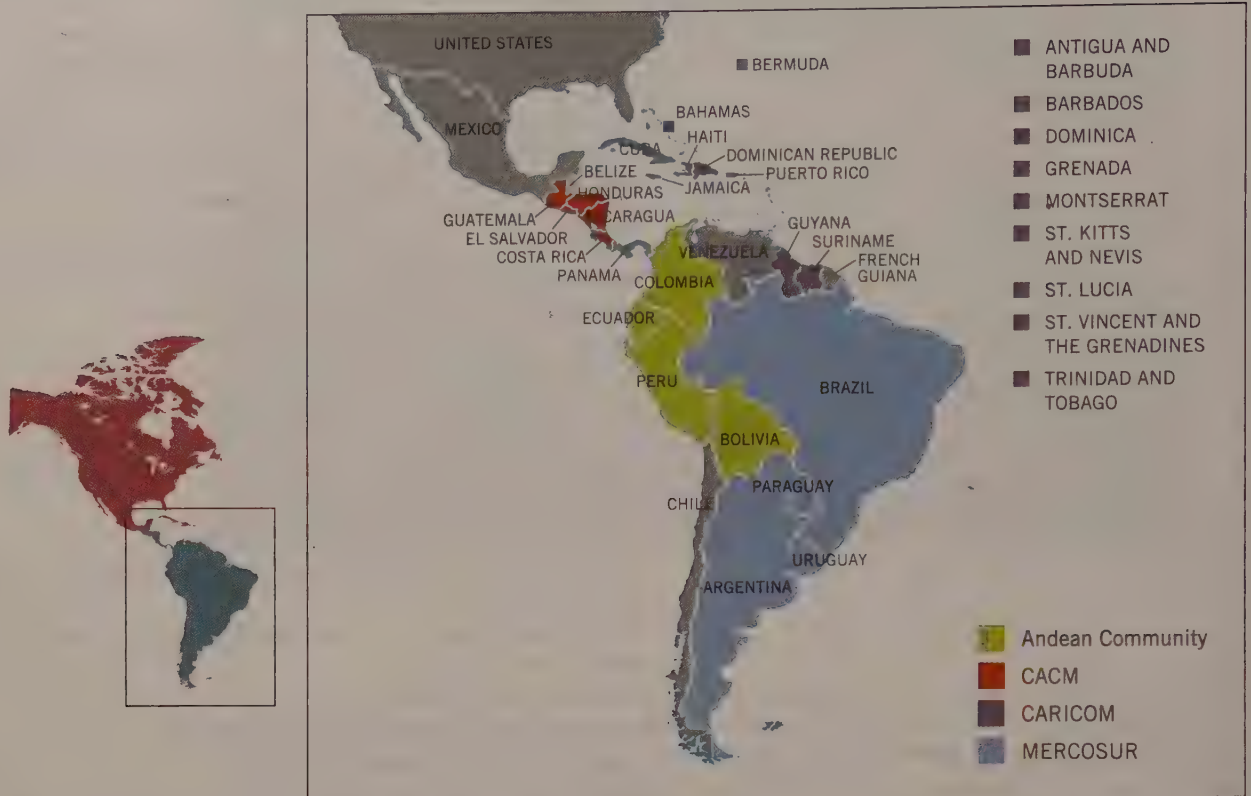 UNITED STATES
BERMUDA
MEXICO
BAHAMAS
HAITI
CUBA
DOMINICAN REPUBLIC
PUERTO RICO
BELIZE
JAMAICA
HONDURAS
GUATEMALA
NICARAGUA
EL SALVADOR
COSTA RICA
PANAMA
GUYANA
SURINAME
VENEZUELA
FRENCH
GUIANA
COLOMBIA
ECUADOR
PERU
BRAZIL
BOLIVIA
PARAGUAY
CHILE
URUGUAY
ARGENTINA
ANTIGUA AND
BARBUDA
BARBADOS
DOMINICA
GRENADA
MONTSERRAT
ST. KITTS
AND NEVIS
ST. LUCIA
ST. VINCENT AND
THE GRENADINES
TRINIDAD AND
TOBAGO
Andean Community
CACM
CARICOM
MERCOSUR